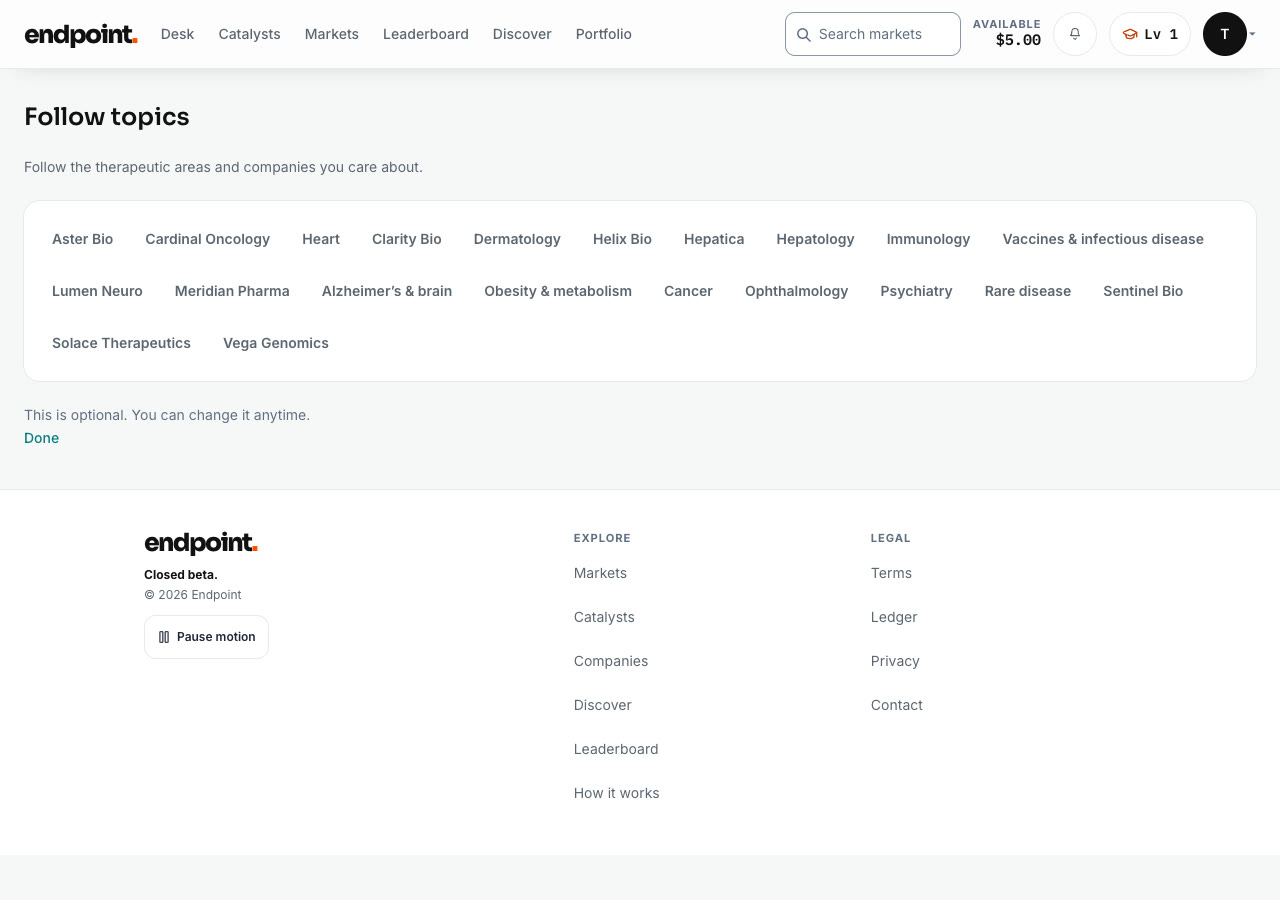 endpoint.
Desk
Catalysts
Markets
Leaderboard
Discover
Portfolio
Search markets
AVAILABLE
$5.00
Lv 1
T
Follow topics
Follow the therapeutic areas and companies you care about.
Aster Bio
Cardinal Oncology
Heart
Clarity Bio
Dermatology
Helix Bio
Hepatica
Hepatology
Immunology
Vaccines & infectious disease
Lumen Neuro
Meridian Pharma
Alzheimer’s & brain
Obesity & metabolism
Cancer
Ophthalmology
Psychiatry
Rare disease
Sentinel Bio
Solace Therapeutics
Vega Genomics
This is optional. You can change it anytime.
Done
endpoint.
Closed beta.
© 2026 Endpoint
Pause motion
EXPLORE
Markets
Catalysts
Companies
Discover
Leaderboard
How it works
LEGAL
Terms
Ledger
Privacy
Contact